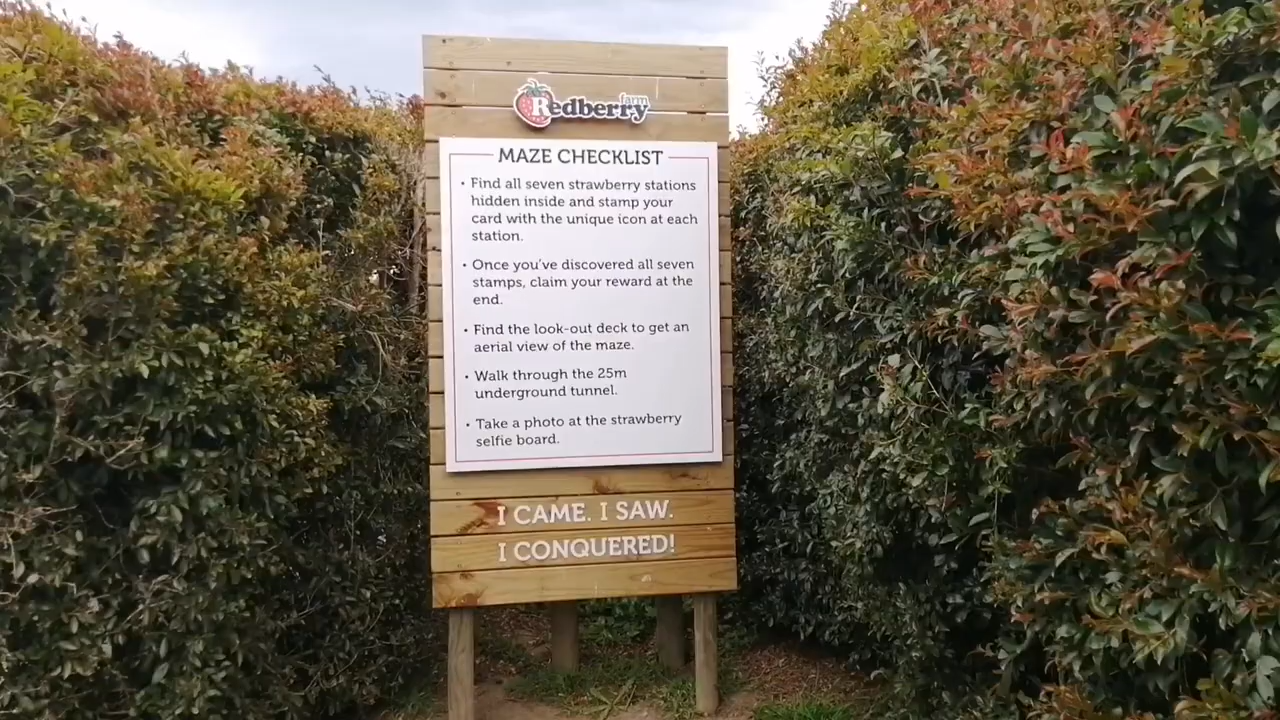 Redberry farm
MAZE CHECKLIST
• Find all seven strawberry stations
hidden inside and stamp your
card with the unique icon at each
station.
• Once you've discovered all seven
stamps, claim your reward at the
end.
• Find the look-out deck to get an
aerial view of the maze.
• Walk through the 25m
underground tunnel.
• Take a photo at the strawberry
selfie board.
I CAME. I SAW.
I CONQUERED!